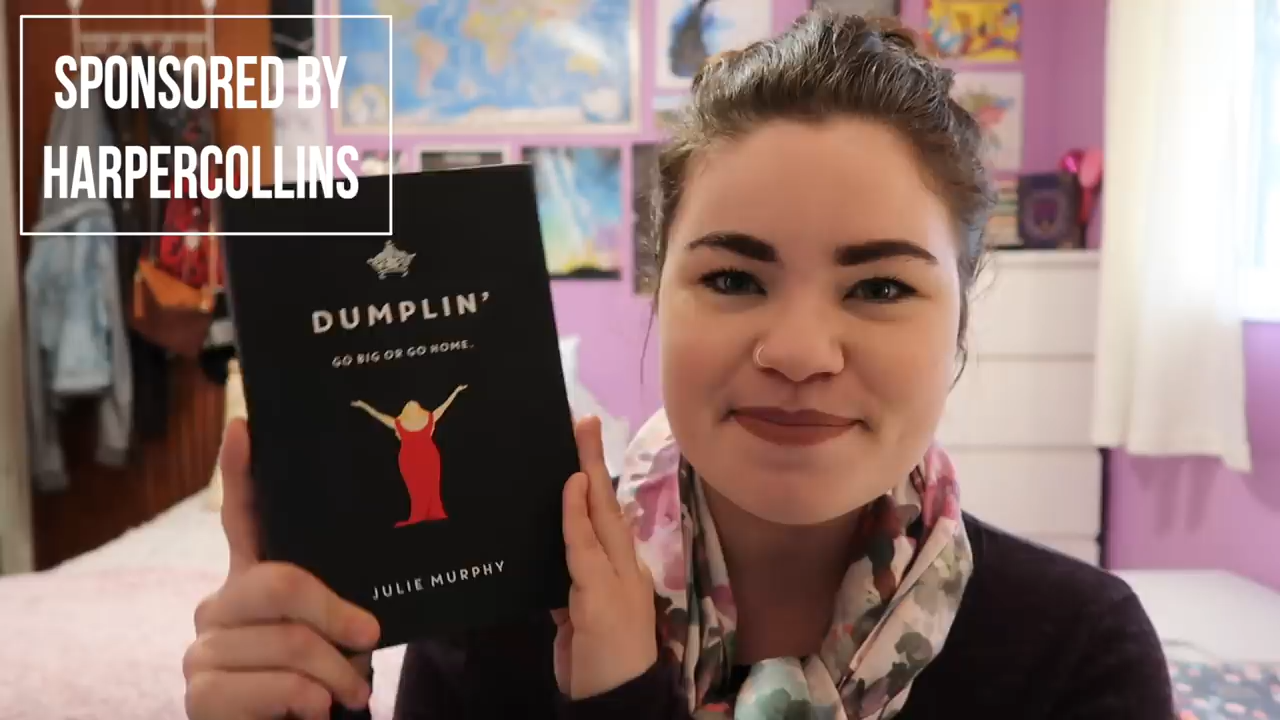 SPONSORED BY
HARPERCOLLINS
DUMPLIN'
GO BIG OR GO HOME.
JULIE MURPHY